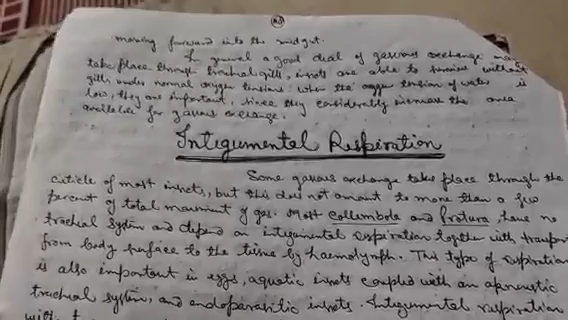 moving forward into the midgut.
In general a good deal of gaseous exchange may
take place through tracheal gills, insects are able to survive without
gills under normal oxygen tensions when the oxygen tension of water is
low, they are important, since they considerably increase the area
available for gaseous exchange.
Integumental Respiration
Some gaseous exchange takes place through the
cuticle of most insects, but this does not amount to more than a few
percent of total movement of gas. Most collembola and Protura, have no
tracheal system and depend on integumental respiration together with transport
from body surface to the tissue by haemolymph. This type of respiration
is also important in eggs, aquatic insects coupled with an apneustic
tracheal system, and endoparasitic insects. Integumental respiration
with